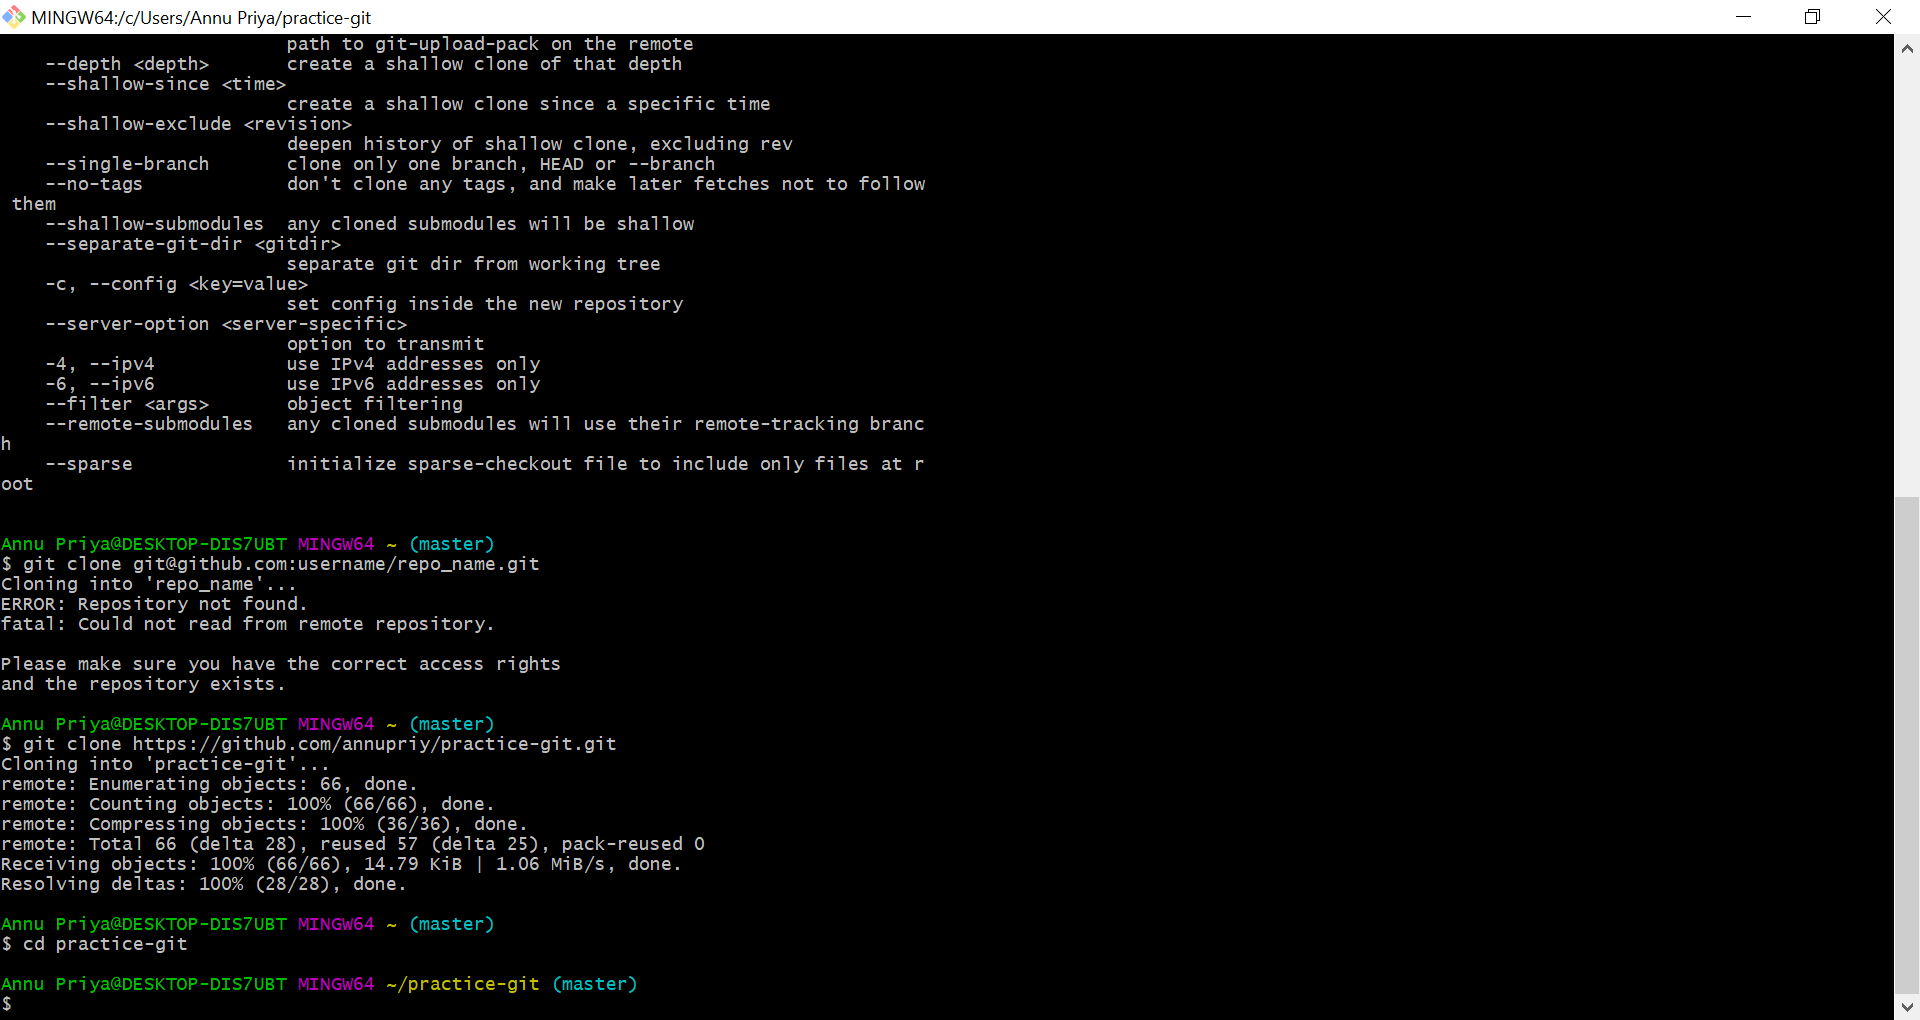 MINGW64:/c/Users/Annu Priya/practice-git
                          path to git-upload-pack on the remote
    --depth <depth>       create a shallow clone of that depth
    --shallow-since <time>
                          create a shallow clone since a specific time
    --shallow-exclude <revision>
                          deepen history of shallow clone, excluding rev
    --single-branch       clone only one branch, HEAD or --branch
    --no-tags             don't clone any tags, and make later fetches not to follow
 them
    --shallow-submodules  any cloned submodules will be shallow
    --separate-git-dir <gitdir>
                          separate git dir from working tree
    -c, --config <key=value>
                          set config inside the new repository
    --server-option <server-specific>
                          option to transmit
    -4, --ipv4            use IPv4 addresses only
    -6, --ipv6            use IPv6 addresses only
    --filter <args>       object filtering
    --remote-submodules   any cloned submodules will use their remote-tracking branc
h
    --sparse              initialize sparse-checkout file to include only files at r
oot
Annu Priya@DESKTOP-DIS7UBT MINGW64 ~ (master)
$ git clone git@github.com:username/repo_name.git
Cloning into 'repo_name'...
ERROR: Repository not found.
fatal: Could not read from remote repository.
Please make sure you have the correct access rights
and the repository exists.
Annu Priya@DESKTOP-DIS7UBT MINGW64 ~ (master)
$ git clone https://github.com/annupriy/practice-git.git
Cloning into 'practice-git'...
remote: Enumerating objects: 66, done.
remote: Counting objects: 100% (66/66), done.
remote: Compressing objects: 100% (36/36), done.
remote: Total 66 (delta 28), reused 57 (delta 25), pack-reused 0
Receiving objects: 100% (66/66), 14.79 KiB | 1.06 MiB/s, done.
Resolving deltas: 100% (28/28), done.
Annu Priya@DESKTOP-DIS7UBT MINGW64 ~ (master)
$ cd practice-git
Annu Priya@DESKTOP-DIS7UBT MINGW64 ~/practice-git (master)
$